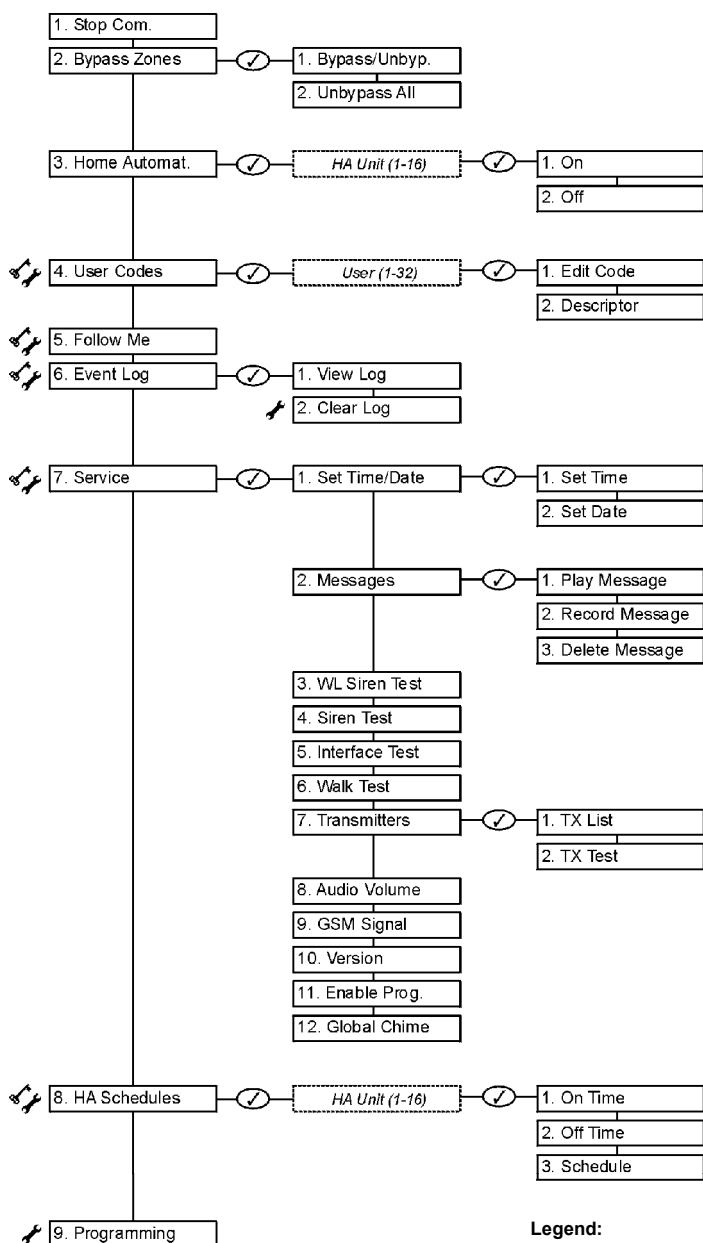 1. Stop Com.
2. Bypass Zones
1. Bypass/Unbyp.
2. Unbypass All
3. Home Automat.
HA Unit (1-16)
1. On
2. Off
4. User Codes
User (1-32)
1. Edit Code
2. Descriptor
5. Follow Me
6. Event Log
1. View Log
2. Clear Log
7. Service
1. Set Time/Date
1. Set Time
2. Set Date
2. Messages
1. Play Message
2. Record Message
3. Delete Message
3. WL Siren Test
4. Siren Test
5. Interface Test
6. Walk Test
7. Transmitters
1. TX List
2. TX Test
8. Audio Volume
9. GSM Signal
10. Version
11. Enable Prog.
12. Global Chime
8. HA Schedules
HA Unit (1-16)
1. On Time
2. Off Time
3. Schedule
9. Programming
Legend: